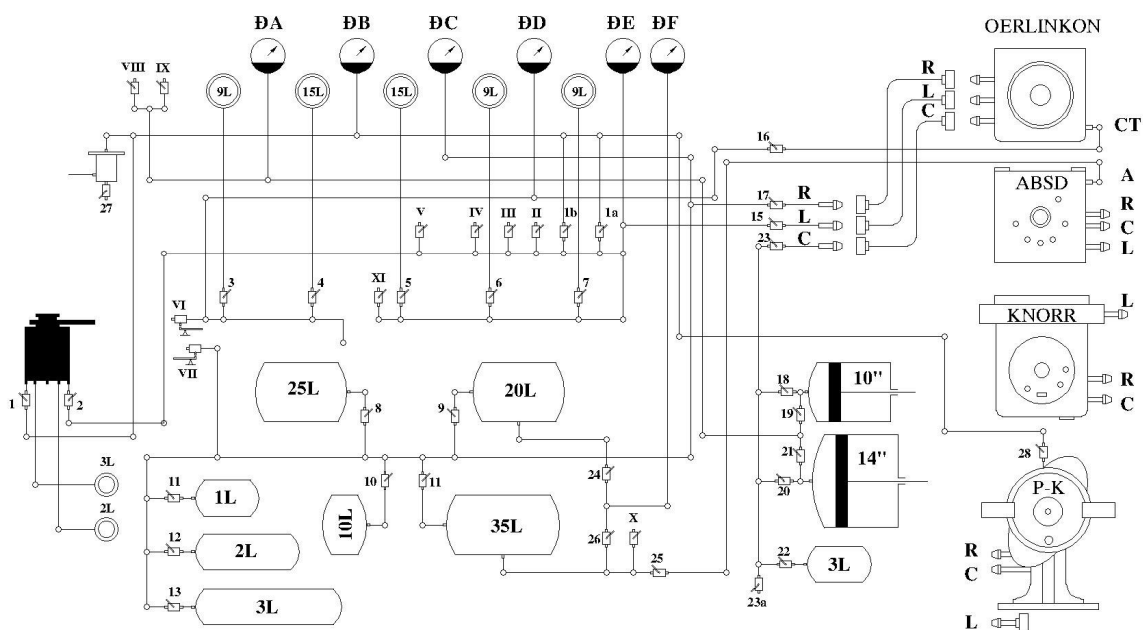 ĐA ĐB ĐC ĐD ĐE ĐF
OERLINKON
VIII IX
9L 15L 15L 9L 9L
R
L
C
CT
16
A
ABSD
27
17 R
15 L
23 C
R
C
L
V IV III II 1b 1a
3 4 XI 5 6 7
VI
VII
L
KNORR
R
C
1 2
25L 8 9 20L
18 10"
19
21
20 14"
28
P-K
3L
2L
11 1L
10 11
10L 35L
24
26 X
25
12 2L
13 3L
22 3L
23a
R
C
L